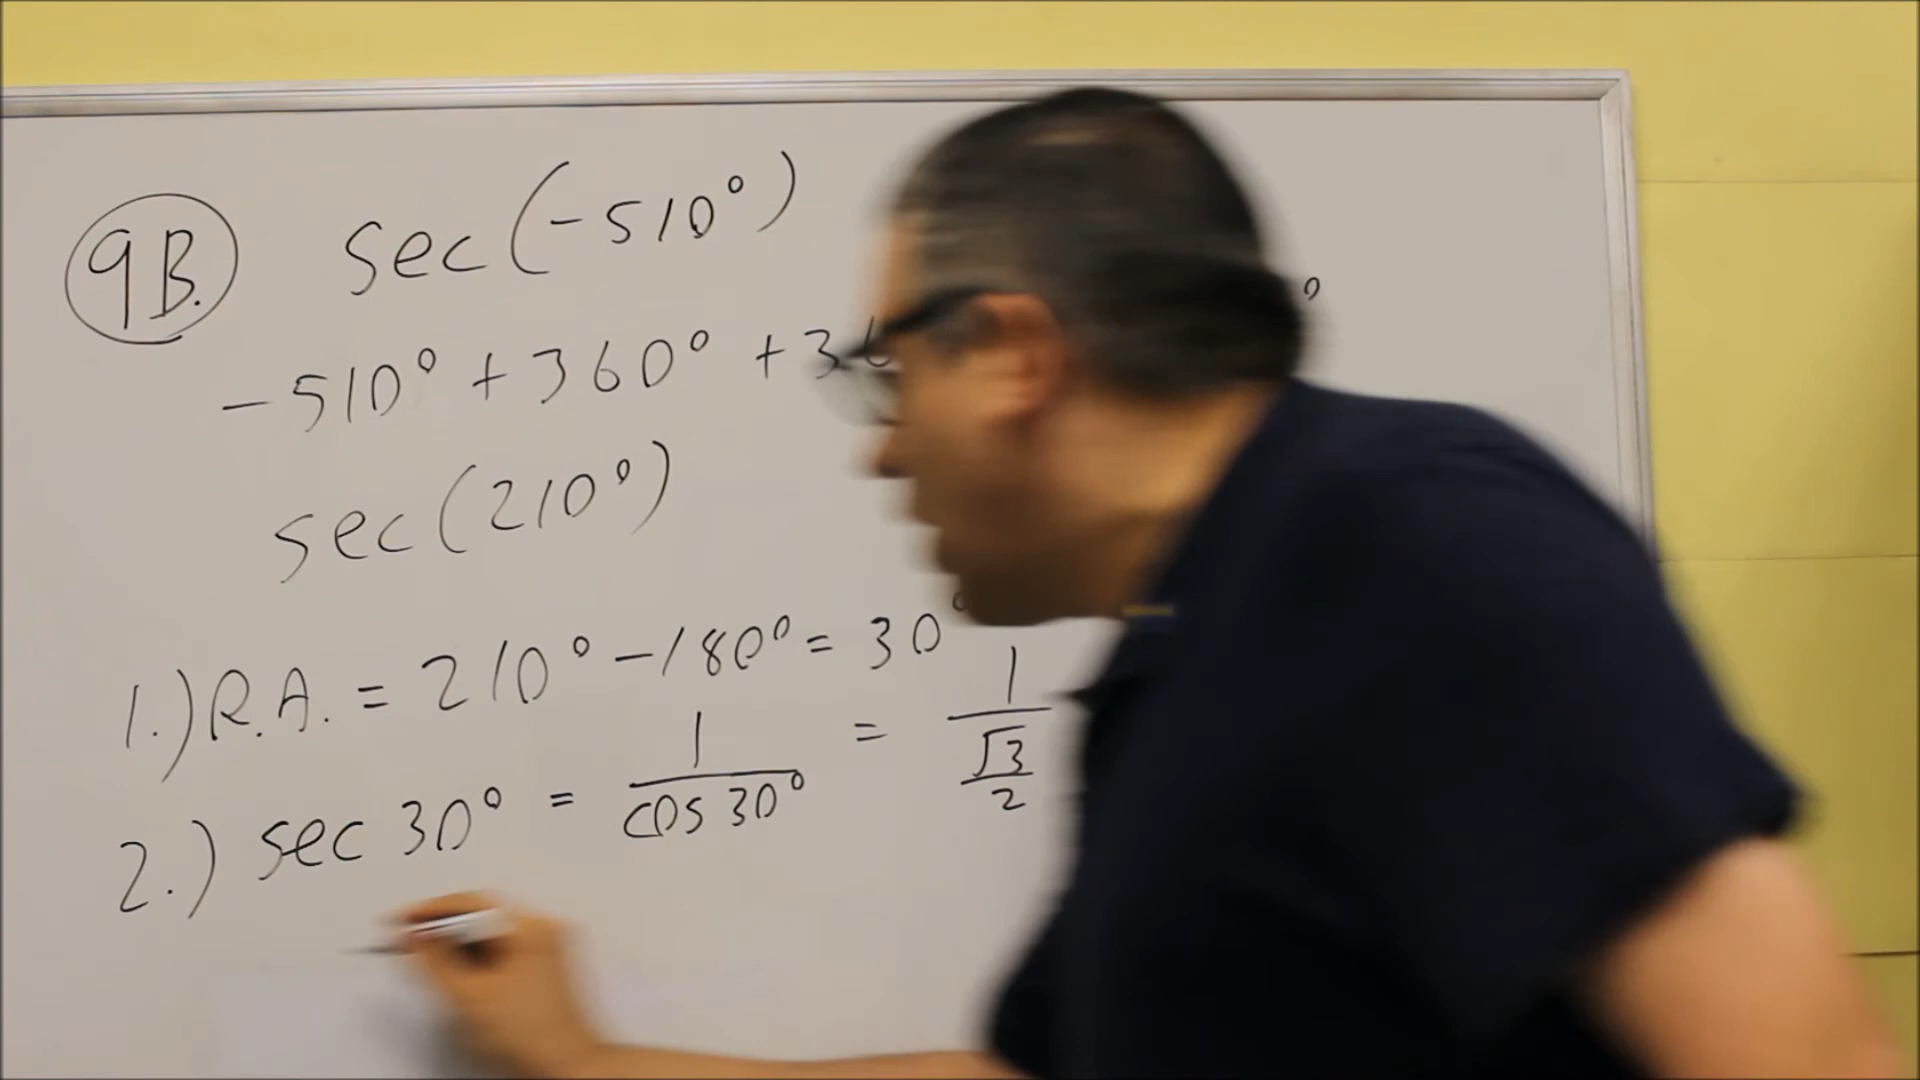 9B. sec(-510°)
-510° + 360° + 36 °
sec(210°)
1.) R.A. = 210° - 180° = 30°
2.) sec 30° = 1/cos 30° = 1/(√3/2)